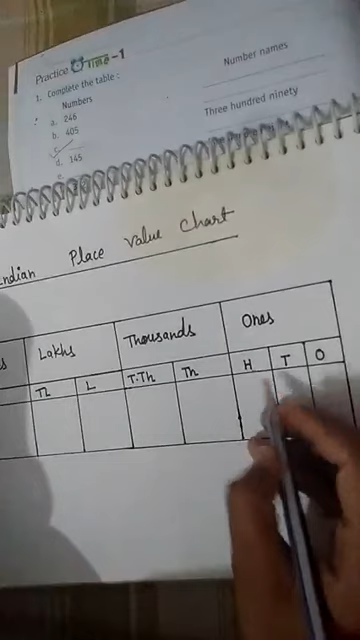 Practice Time-1
1. Complete the table :
Numbers Number names
a. 246
b. 405
c. Three hundred ninety
d. 145
e.
Indian Place Value Chart
s Lakhs Thousands Ones
TL L T.Th Th H T O